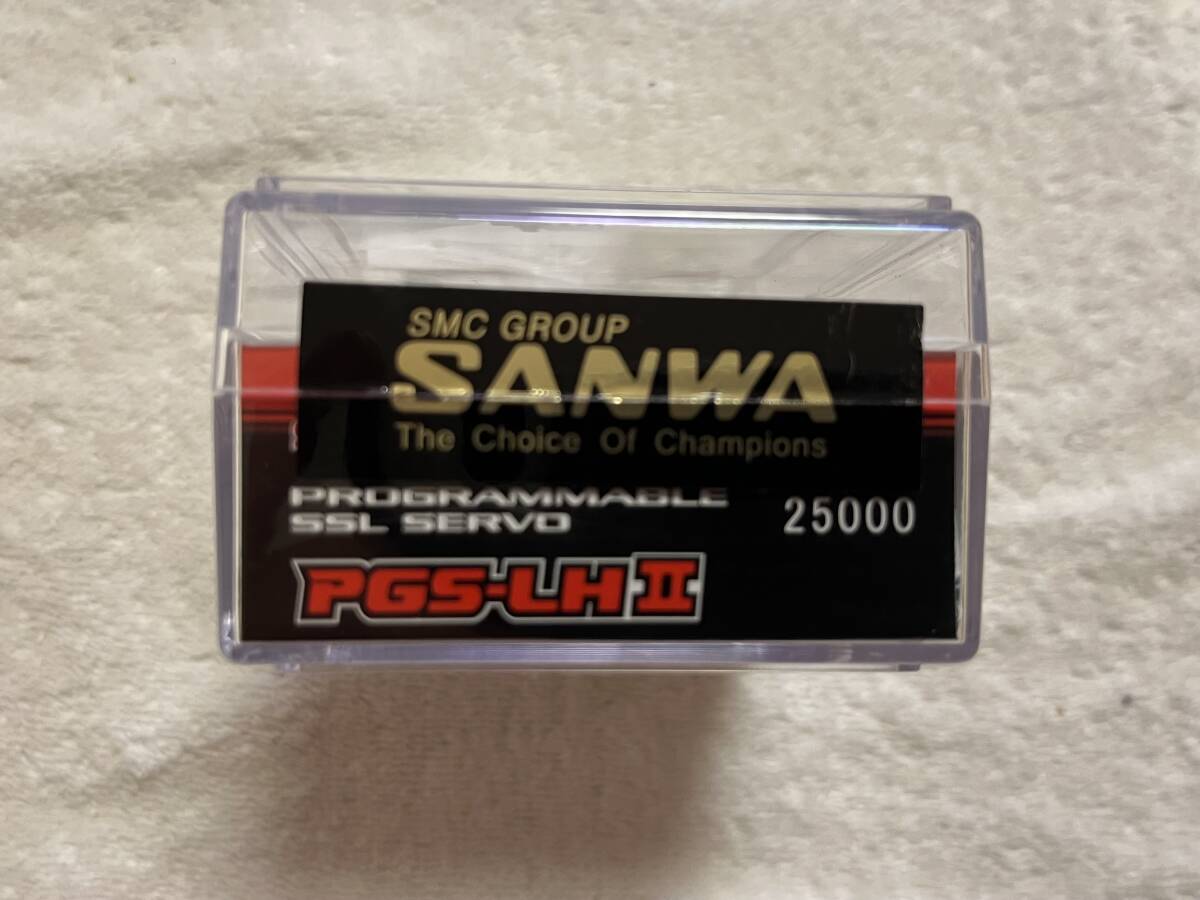 SMC GROUP
SANWA
The Choice Of Champions
PROGRAMMABLE
SSL SERVO
25000
PGS-LH II